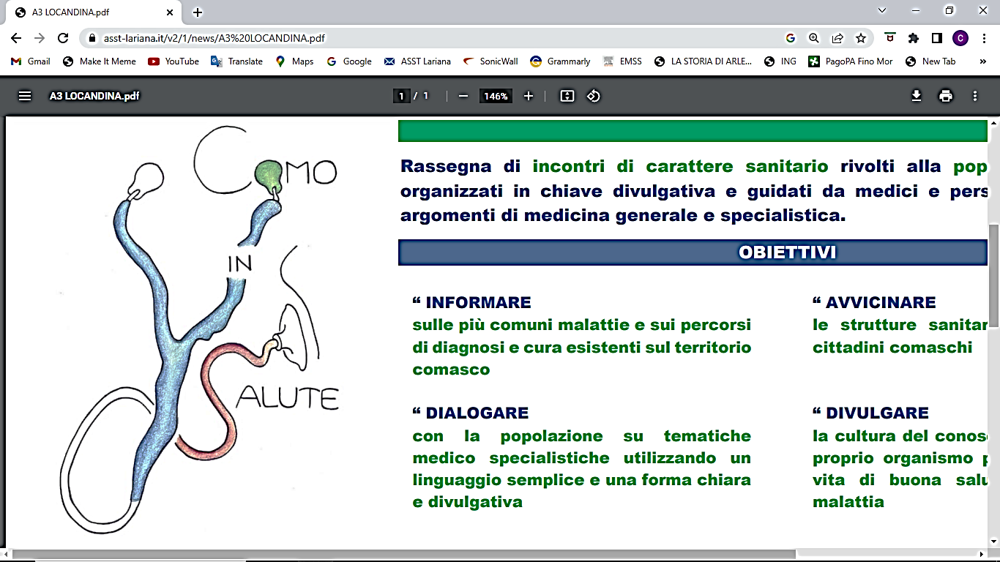 A3 LOCANDINA.pdf
asst-lariana.it/v2/1/news/A3%20LOCANDINA.pdf
C
Gmail
Make It Meme
YouTube
Translate
Maps
Google
ASST Lariana
SonicWall
Grammarly
EMSS
LA STORIA DI ARLE...
ING
PagoPA Fino Mor
New Tab
»
A3 LOCANDINA.pdf
1 / 1
146%
COMO
IN
SALUTE
Rassegna di incontri di carattere sanitario rivolti alla pop
organizzati in chiave divulgativa e guidati da medici e pers
argomenti di medicina generale e specialistica.
OBIETTIVI
“ INFORMARE
sulle più comuni malattie e sui percorsi
di diagnosi e cura esistenti sul territorio
comasco
“ AVVICINARE
le strutture sanitar
cittadini comaschi
“ DIALOGARE
con la popolazione su tematiche
medico specialistiche utilizzando un
linguaggio semplice e una forma chiara
e divulgativa
“ DIVULGARE
la cultura del conos
proprio organismo p
vita di buona salu
malattia